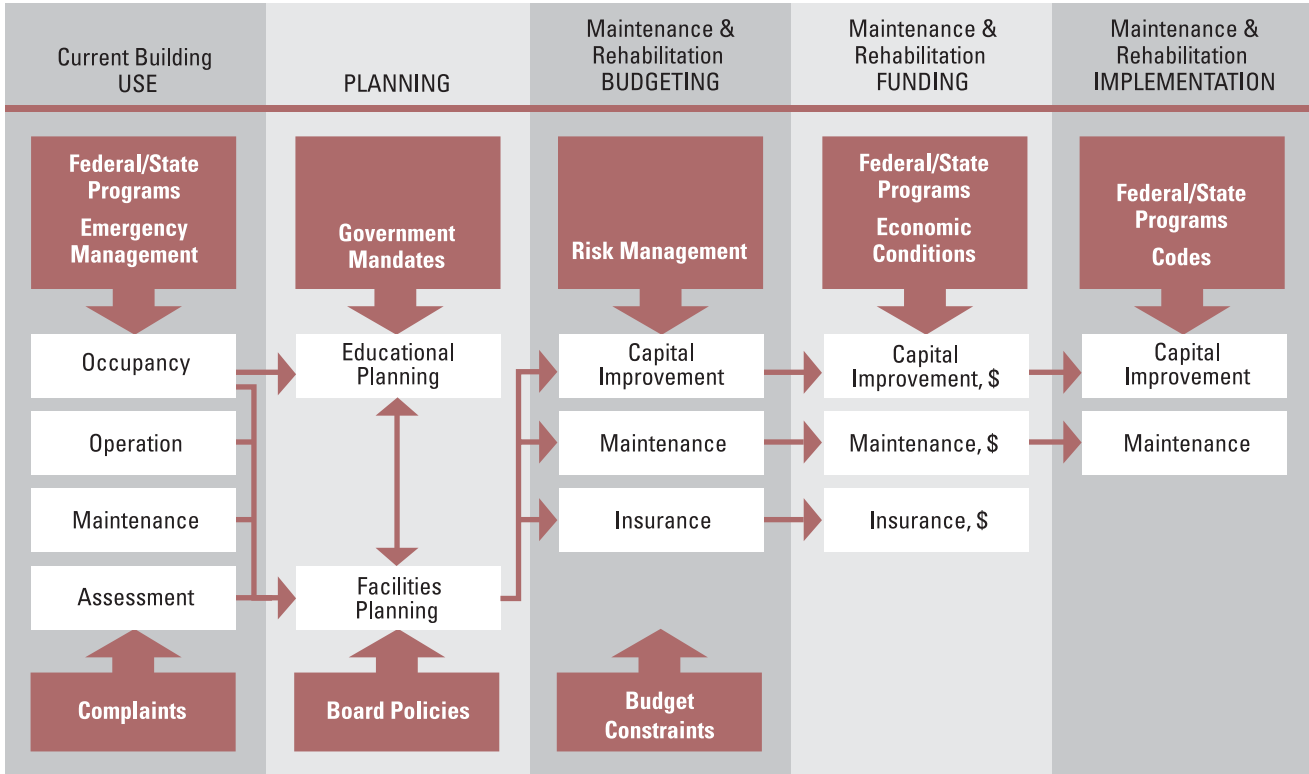 Current Building
USE
PLANNING
Maintenance &
Rehabilitation
BUDGETING
Maintenance &
Rehabilitation
FUNDING
Maintenance &
Rehabilitation
IMPLEMENTATION
Federal/State
Programs
Emergency
Management
Government
Mandates
Risk Management
Federal/State
Programs
Economic
Conditions
Federal/State
Programs
Codes
Occupancy
Educational
Planning
Capital
Improvement
Capital
Improvement, $
Capital
Improvement
Operation
Maintenance
Maintenance, $
Maintenance
Maintenance
Insurance
Insurance, $
Assessment
Facilities
Planning
Complaints
Board Policies
Budget
Constraints